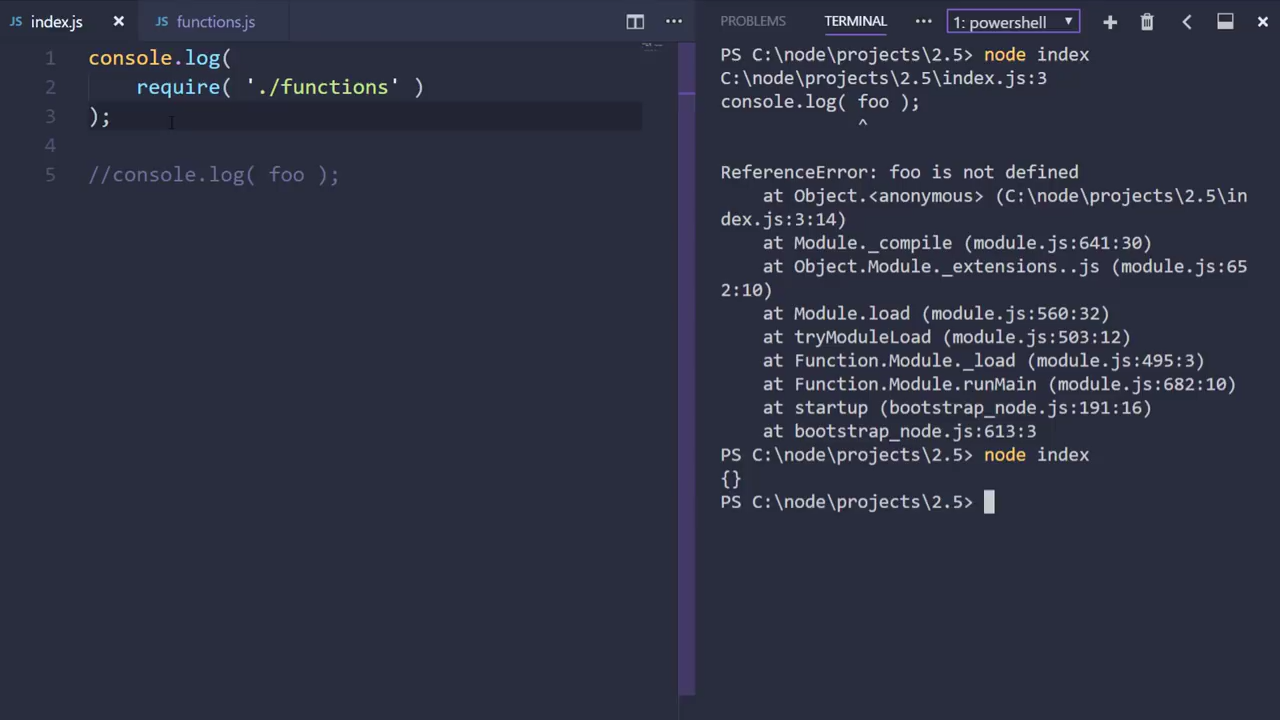 JS index.js × JS functions.js ...
1 console.log(
2 require( './functions' )
3 );
4
5 //console.log( foo );
PROBLEMS TERMINAL ... 1: powershell
PS C:\node\projects\2.5> node index
C:\node\projects\2.5\index.js:3
console.log( foo );
^
ReferenceError: foo is not defined
at Object.<anonymous> (C:\node\projects\2.5\in
dex.js:3:14)
at Module._compile (module.js:641:30)
at Object.Module._extensions..js (module.js:65
2:10)
at Module.load (module.js:560:32)
at tryModuleLoad (module.js:503:12)
at Function.Module._load (module.js:495:3)
at Function.Module.runMain (module.js:682:10)
at startup (bootstrap_node.js:191:16)
at bootstrap_node.js:613:3
PS C:\node\projects\2.5> node index
{}
PS C:\node\projects\2.5>